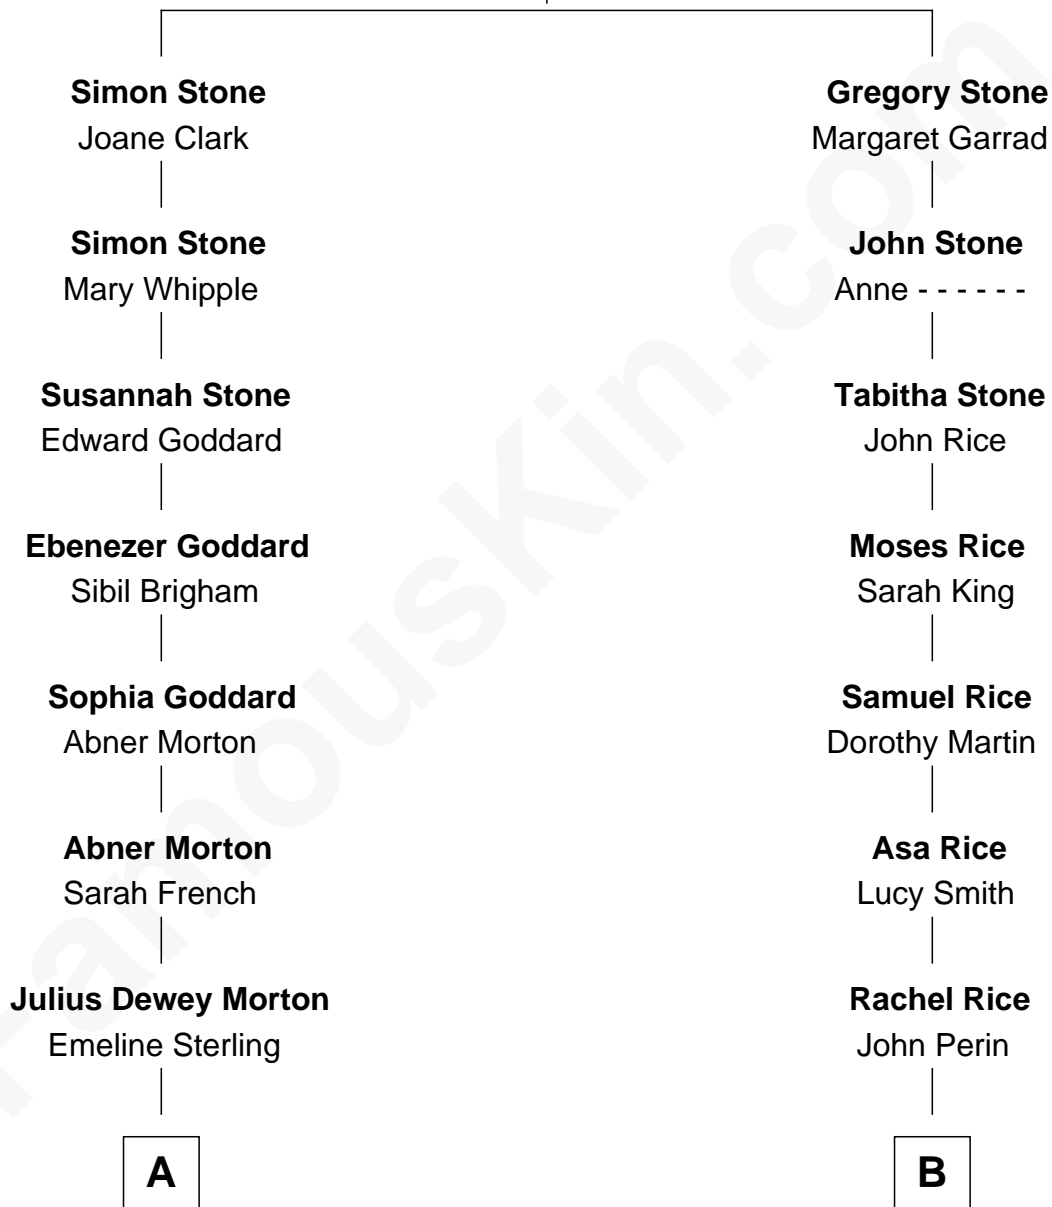 Simon Stone
Joane Clark
Gregory Stone
Margaret Garrad
Simon Stone
Mary Whipple
John Stone
Anne - - - - - -
Susannah Stone
Edward Goddard
Tabitha Stone
John Rice
Ebenezer Goddard
Sibil Brigham
Moses Rice
Sarah King
Sophia Goddard
Abner Morton
Samuel Rice
Dorothy Martin
Abner Morton
Sarah French
Asa Rice
Lucy Smith
Julius Dewey Morton
Emeline Sterling
Rachel Rice
John Perin
A
B
FamousKin.com